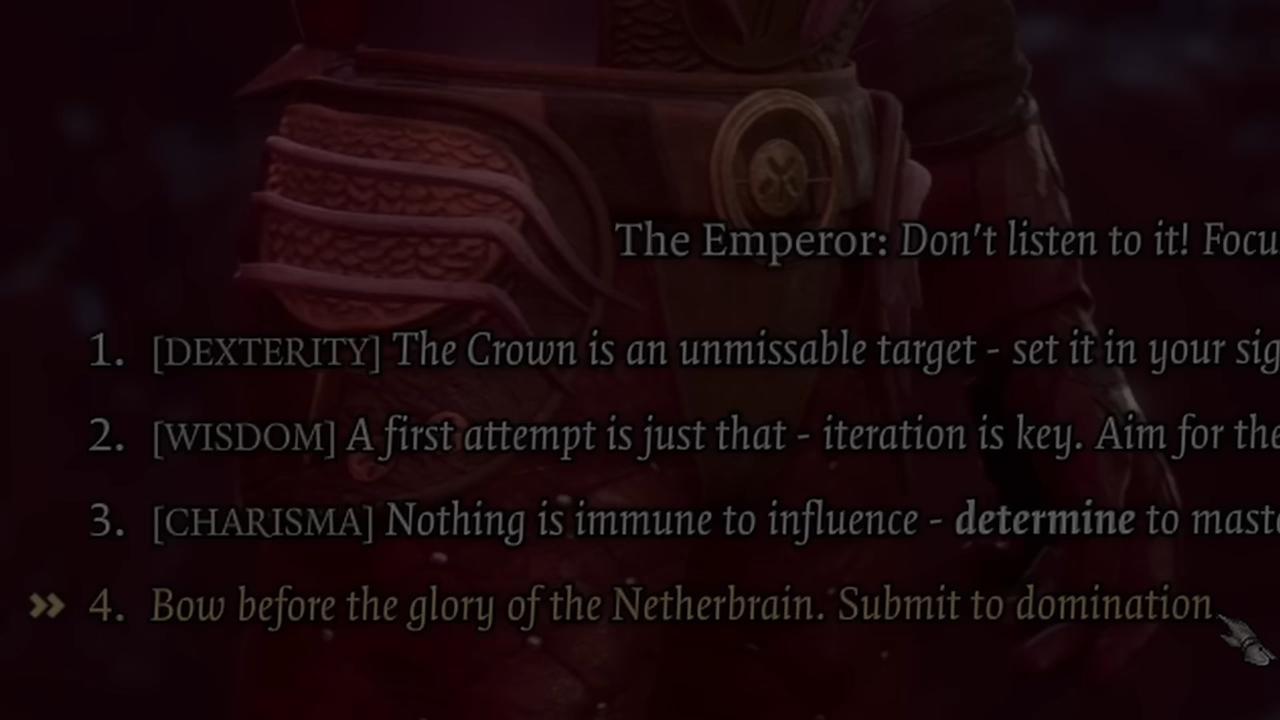 The Emperor: Don't listen to it! Focu
1. [DEXTERITY] The Crown is an unmissable target - set it in your sig
2. [WISDOM] A first attempt is just that - iteration is key. Aim for the
3. [CHARISMA] Nothing is immune to influence - determine to mast
4. Bow before the glory of the Netherbrain. Submit to domination.